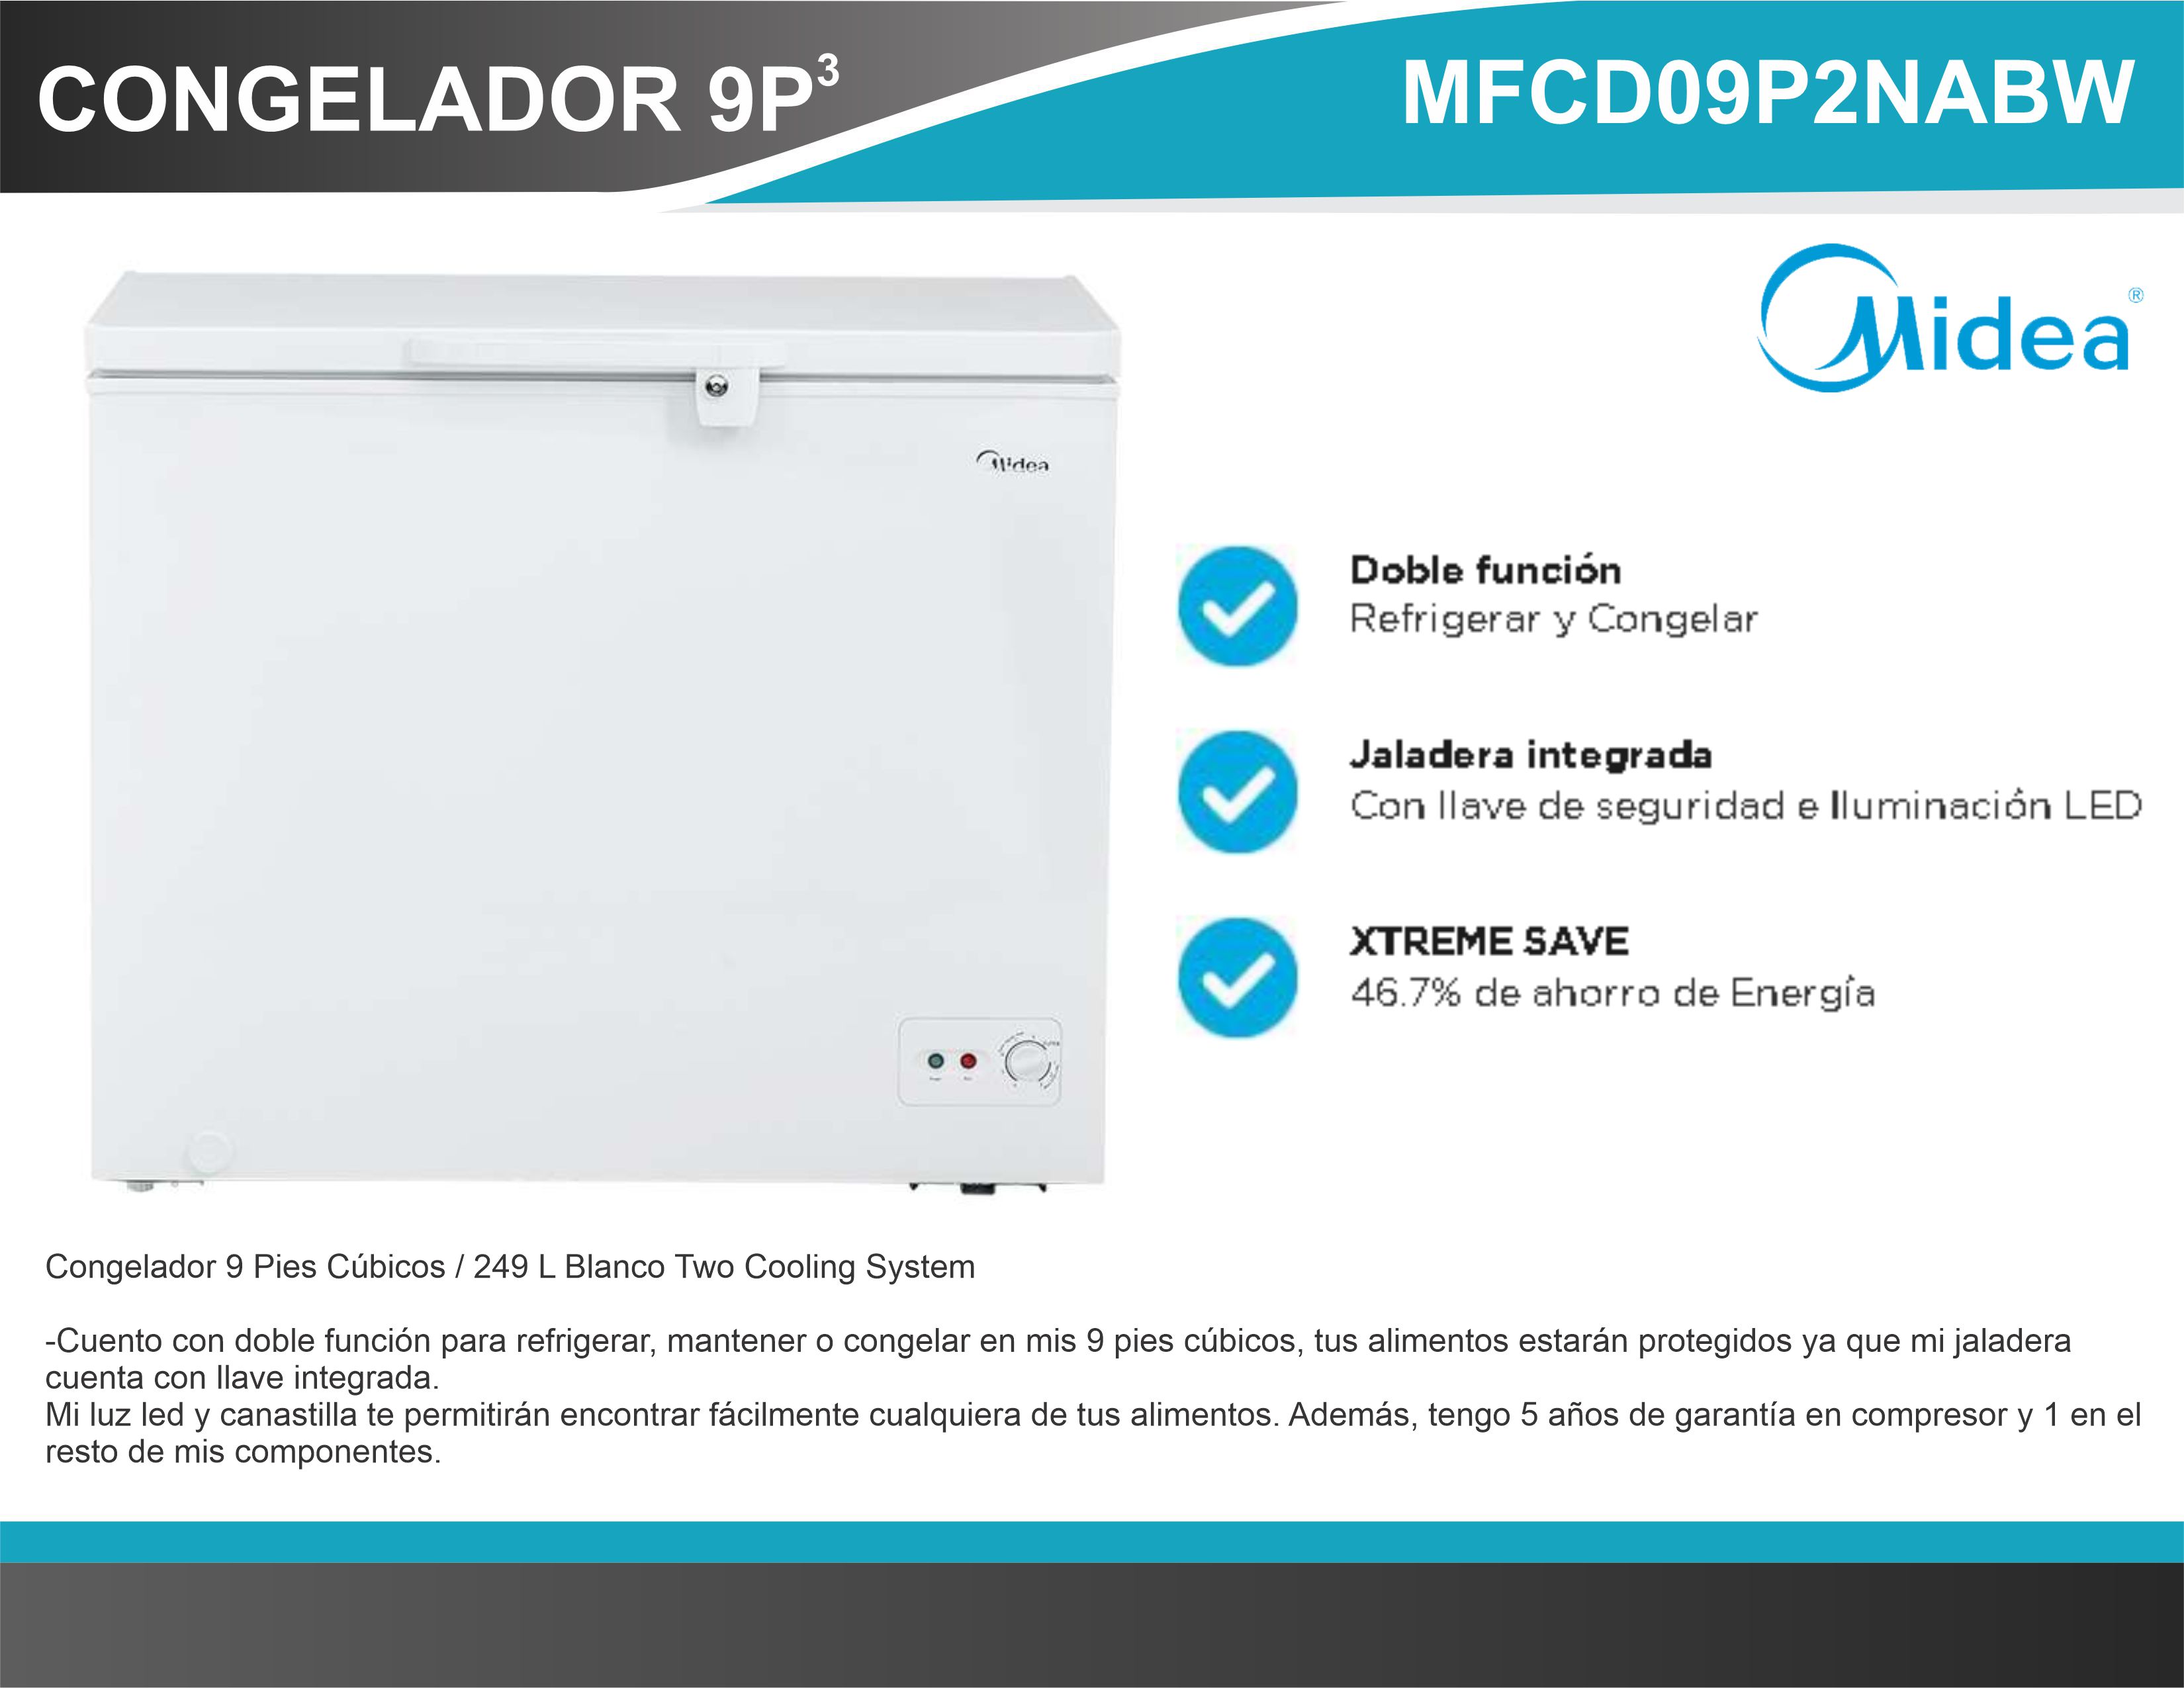 CONGELADOR 9P³
MFCD09P2NABW
Midea®
Midea
Doble función
Refrigerar y Congelar
Jaladera integrada
Con llave de seguridad e Iluminación LED
XTREME SAVE
46.7% de ahorro de Energía
Congelador 9 Pies Cúbicos / 249 L Blanco Two Cooling System
-Cuento con doble función para refrigerar, mantener o congelar en mis 9 pies cúbicos, tus alimentos estarán protegidos ya que mi jaladera
cuenta con llave integrada.
Mi luz led y canastilla te permitirán encontrar fácilmente cualquiera de tus alimentos. Además, tengo 5 años de garantía en compresor y 1 en el
resto de mis componentes.